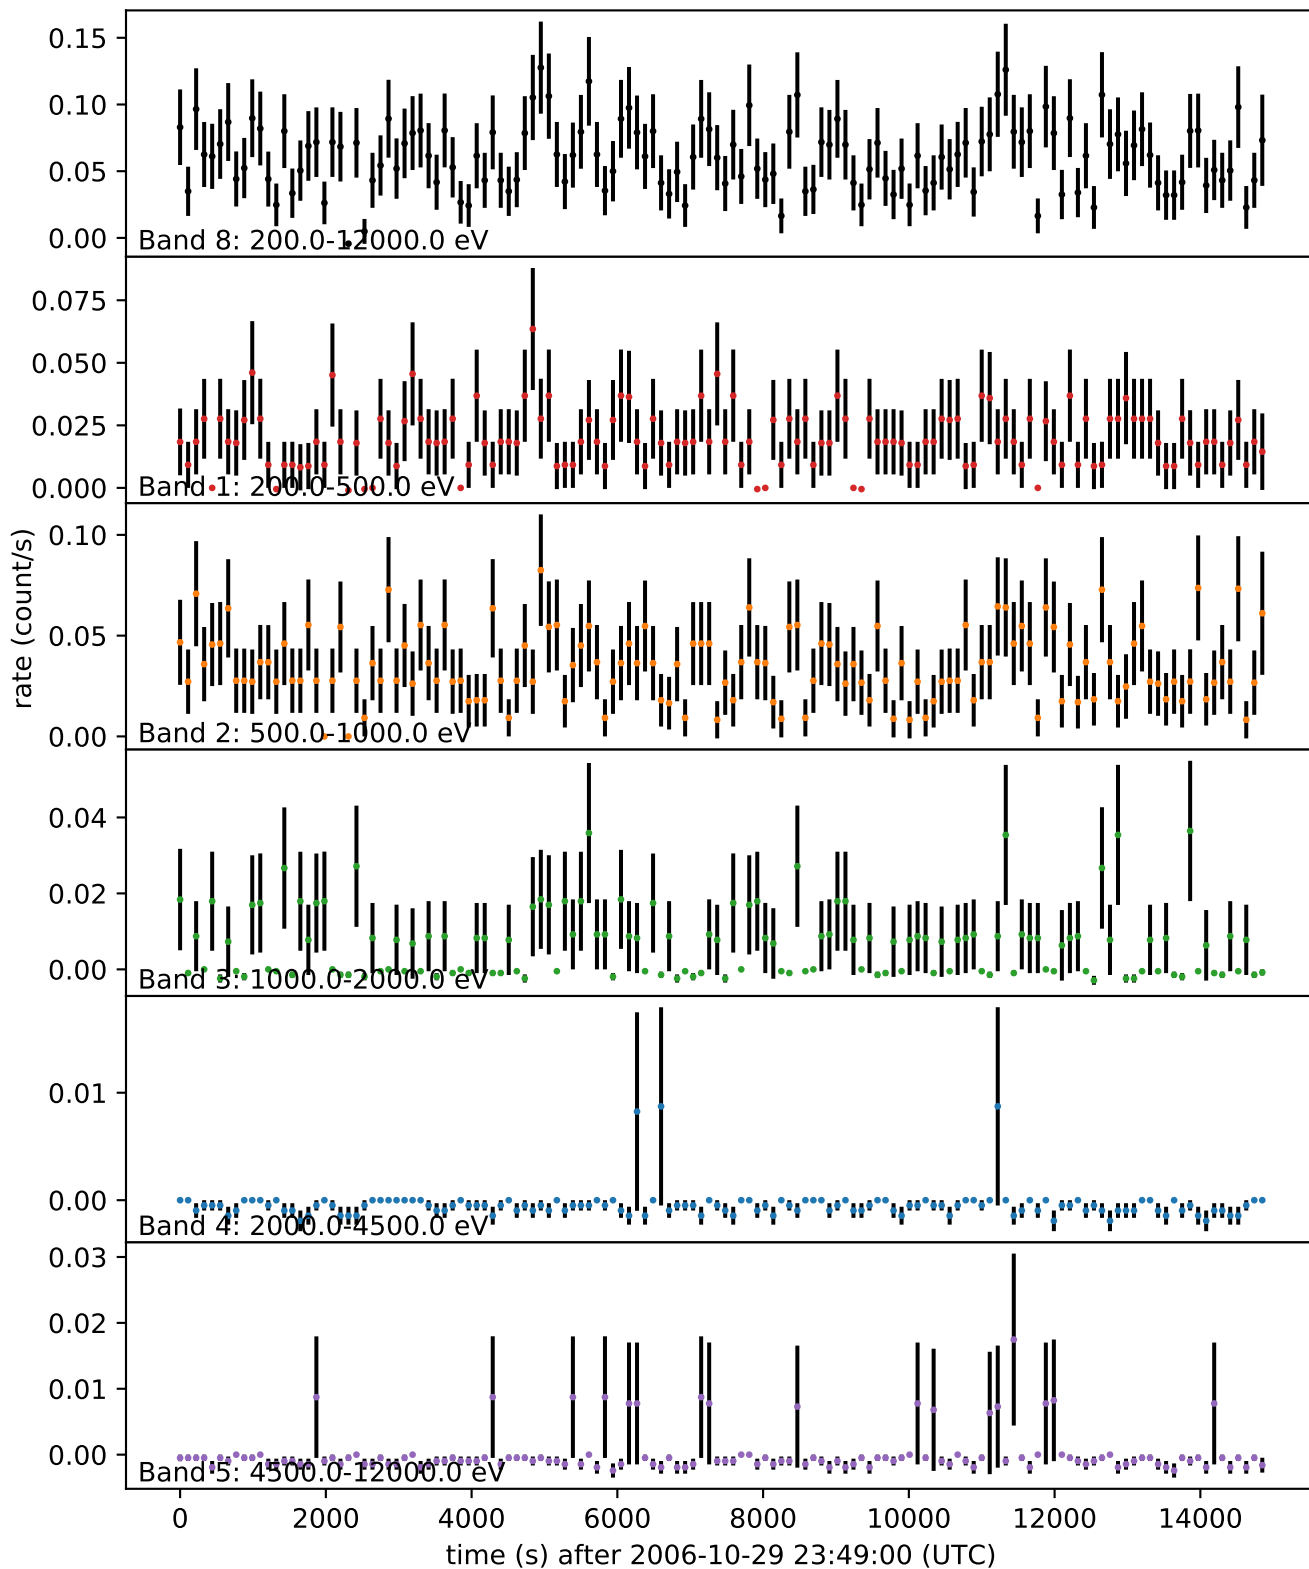 0.15
0.10
0.05
0.00
Band 8: 200.0-12000.0 eV
0.075
0.050
0.025
0.000
Band 1: 200.0-500.0 eV
rate (count/s)
0.10
0.05
0.00
Band 2: 500.0-1000.0 eV
0.04
0.02
0.00
Band 3: 1000.0-2000.0 eV
0.01
0.00
Band 4: 2000.0-4500.0 eV
0.03
0.02
0.01
0.00
Band 5: 4500.0-12000.0 eV
0 2000 4000 6000 8000 10000 12000 14000
time (s) after 2006-10-29 23:49:00 (UTC)